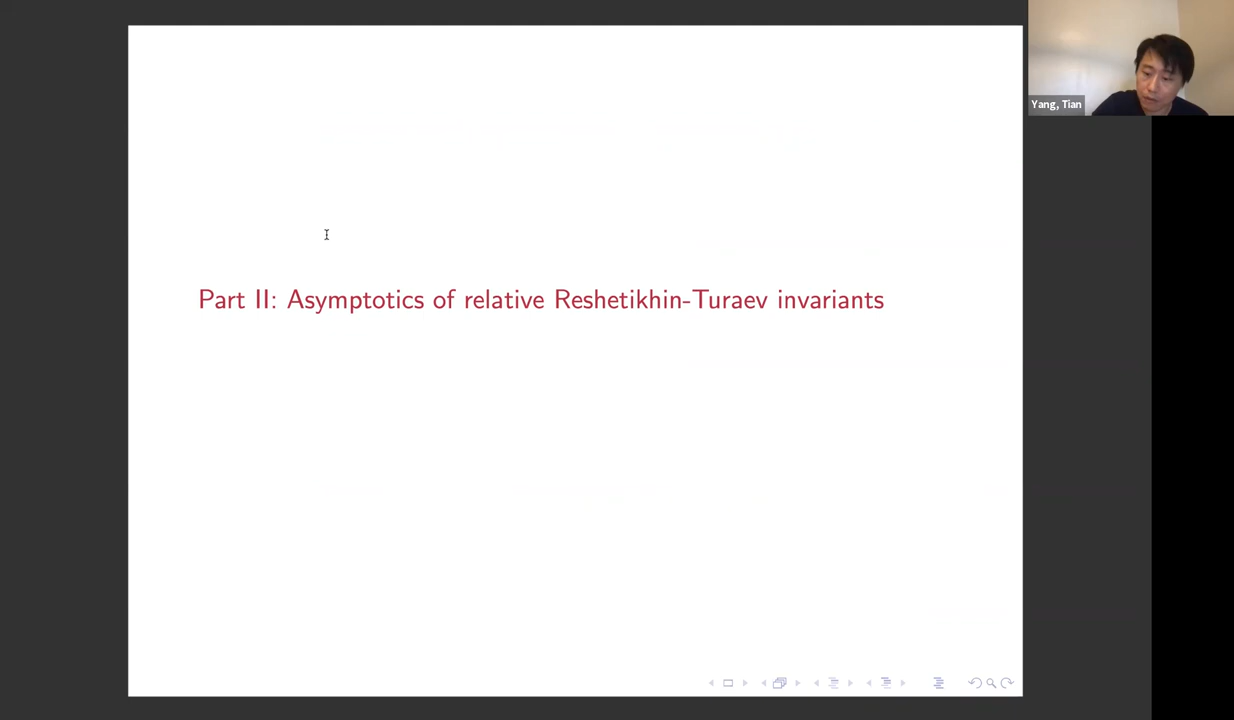 Yang, Tian
Part II: Asymptotics of relative Reshetikhin-Turaev invariants